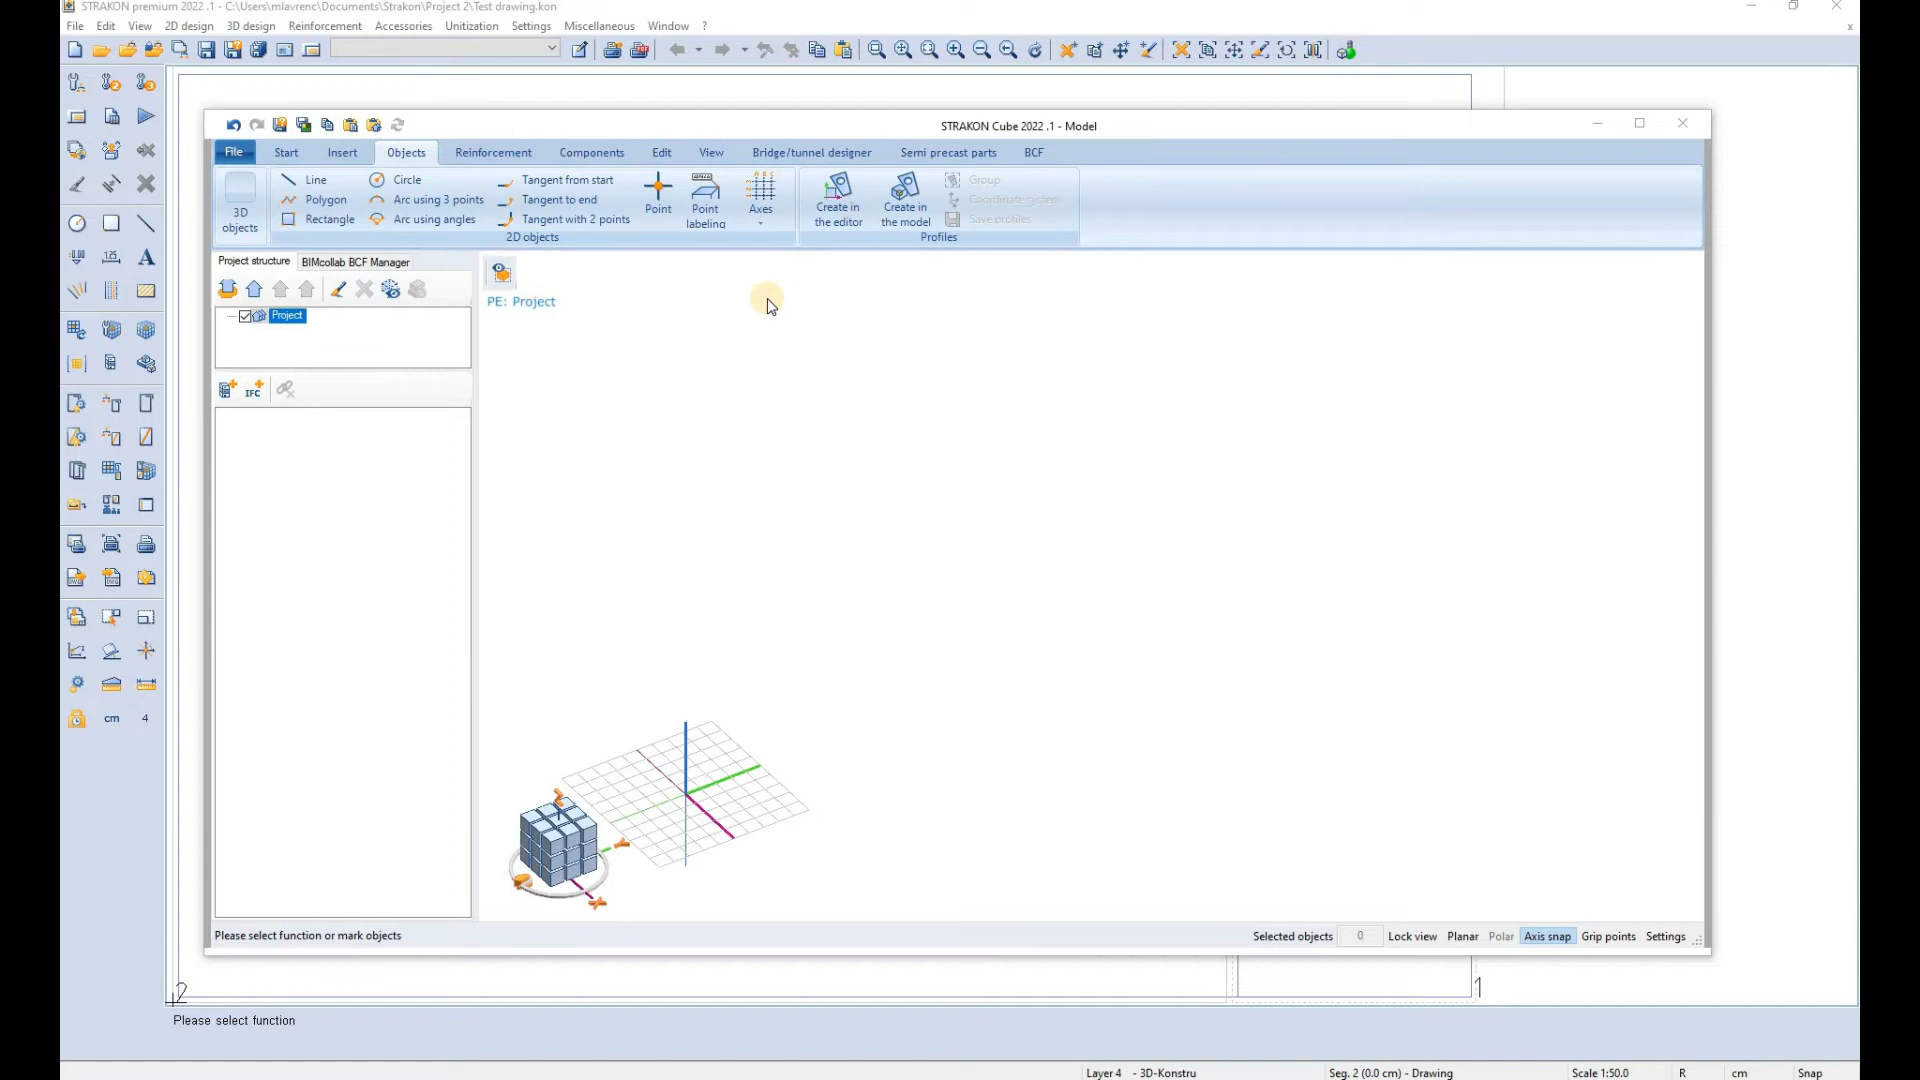 STRAKON premium 2022 .1 - C:\Users\mlavrenc\Documents\Strakon\Project 2\Test drawing.kon
File Edit View 2D design 3D design Reinforcement Accessories Unitization Settings Miscellaneous Window ?
STRAKON Cube 2022 .1 - Model
File Start Insert Objects Reinforcement Components Edit View Bridge/tunnel designer Semi precast parts BCF
Line Circle Tangent from start
Polygon Arc using 3 points Tangent to end
Rectangle Arc using angles Tangent with 2 points
3D objects
Point
Point labeling
Axes
Create in the editor
Create in the model
Group
Coordinate system
Save profiles
2D objects Profiles
Project structure BIMcollab BCF Manager
PE: Project
Project
IFC
Z
Y
X
Please select function or mark objects
Selected objects 0 Lock view Planar Polar Axis snap Grip points Settings
cm 4
2
1
Please select function
Layer 4 - 3D-Konstru Seg. 2 (0.0 cm) - Drawing Scale 1:50.0 R cm Snap